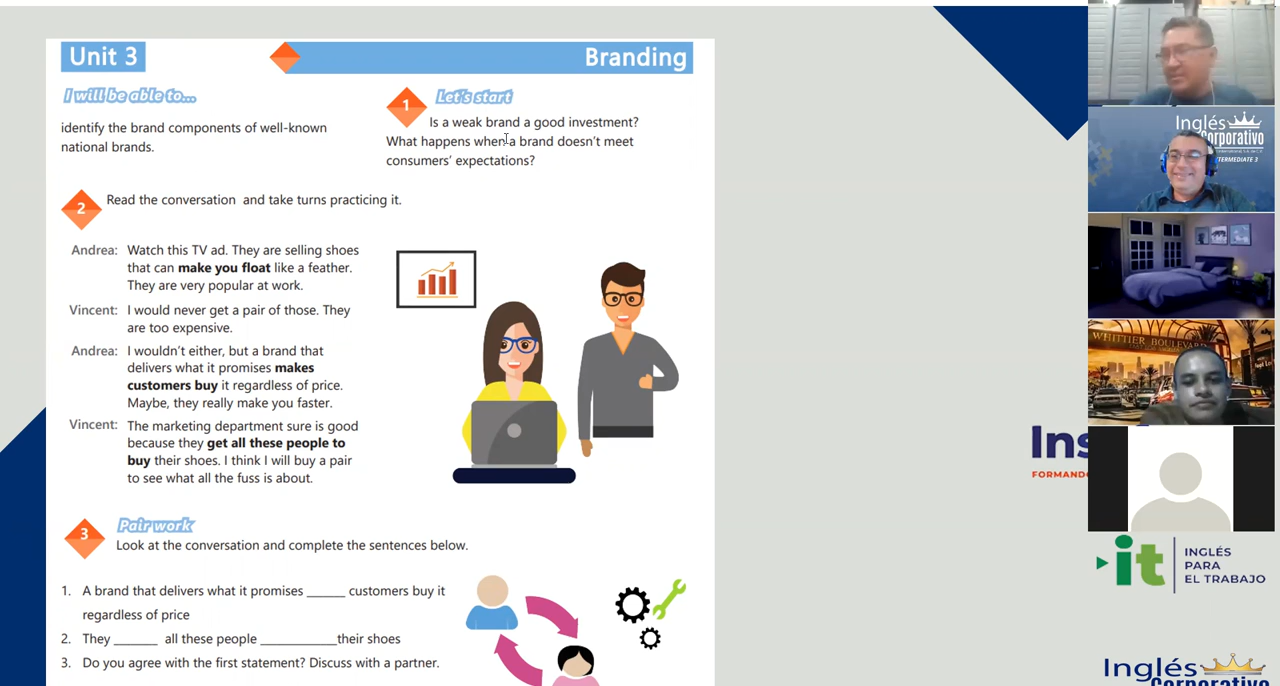 Unit 3
Branding
I will be able to...
identify the brand components of well-known
national brands.
1
Let's start
Is a weak brand a good investment?
What happens when a brand doesn't meet
consumers' expectations?
2
Read the conversation and take turns practicing it.
Andrea: Watch this TV ad. They are selling shoes
that can make you float like a feather.
They are very popular at work.
Vincent: I would never get a pair of those. They
are too expensive.
Andrea: I wouldn't either, but a brand that
delivers what it promises makes
customers buy it regardless of price.
Maybe, they really make you faster.
Vincent: The marketing department sure is good
because they get all these people to
buy their shoes. I think I will buy a pair
to see what all the fuss is about.
3
Pair work
Look at the conversation and complete the sentences below.
1. A brand that delivers what it promises ______ customers buy it
regardless of price
2. They _______ all these people ____________their shoes
3. Do you agree with the first statement? Discuss with a partner.
Inglés
Corporativo
TERMEDIATE 3
WHITTIER BOULEVARD
Ing
FORMAND
it
INGLÉS
PARA
EL TRABAJO
Inglés
Corporativo